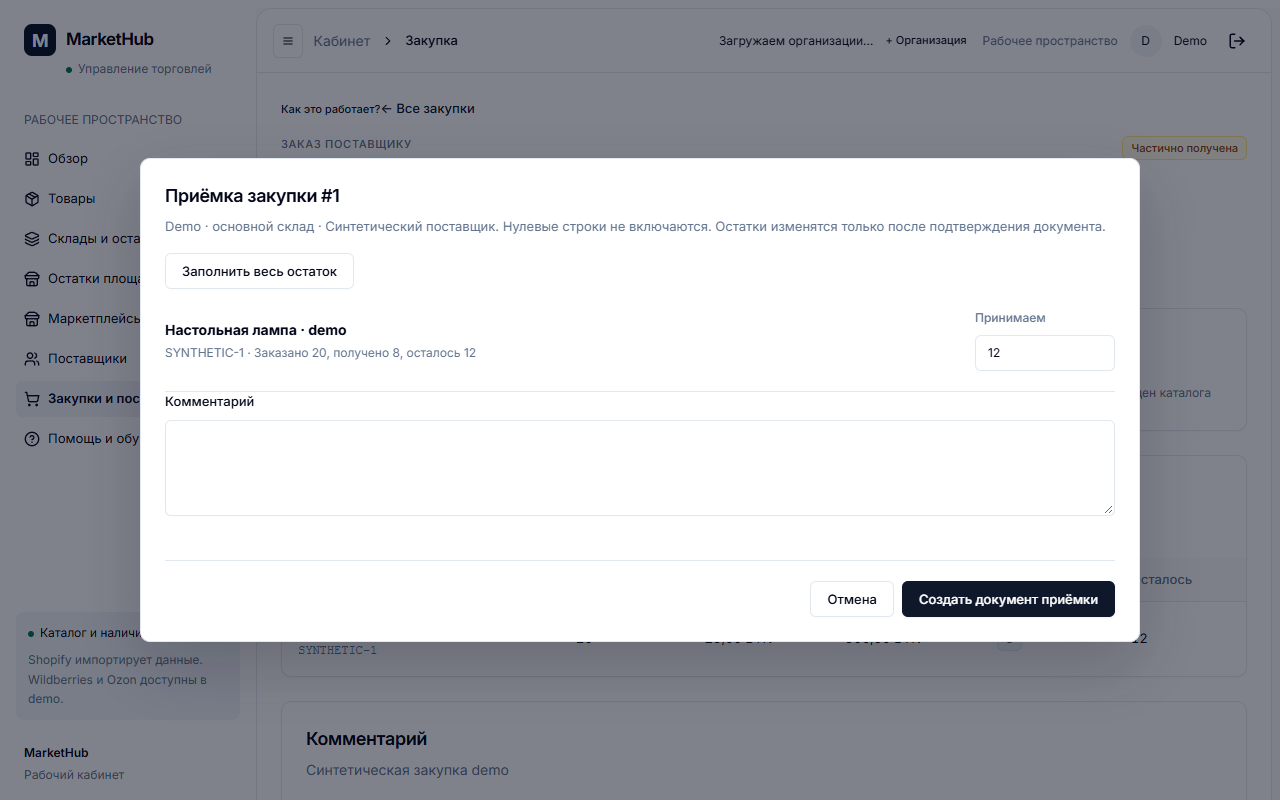 M MarketHub
Управление торговлей
Кабинет > Закупка
Загружаем организации... + Организация Рабочее пространство D Demo
РАБОЧЕЕ ПРОСТРАНСТВО
Обзор
Товары
Склады и оста
Остатки площа
Маркетплейсы
Поставщики
Закупки и пос
Помощь и обу
Как это работает?← Все закупки
ЗАКАЗ ПОСТАВЩИКУ
Частично получена
Приёмка закупки #1
Demo · основной склад · Синтетический поставщик. Нулевые строки не включаются. Остатки изменятся только после подтверждения документа.
Заполнить весь остаток
Настольная лампа · demo
SYNTHETIC-1 · Заказано 20, получено 8, осталось 12
Принимаем
12
Комментарий
Отмена
Создать документ приёмки
ен каталога
сталось
12
SYNTHETIC-1
Комментарий
Синтетическая закупка demo
Каталог и наличи
Shopify импортирует данные.
Wildberries и Ozon доступны в
demo.
MarketHub
Рабочий кабинет